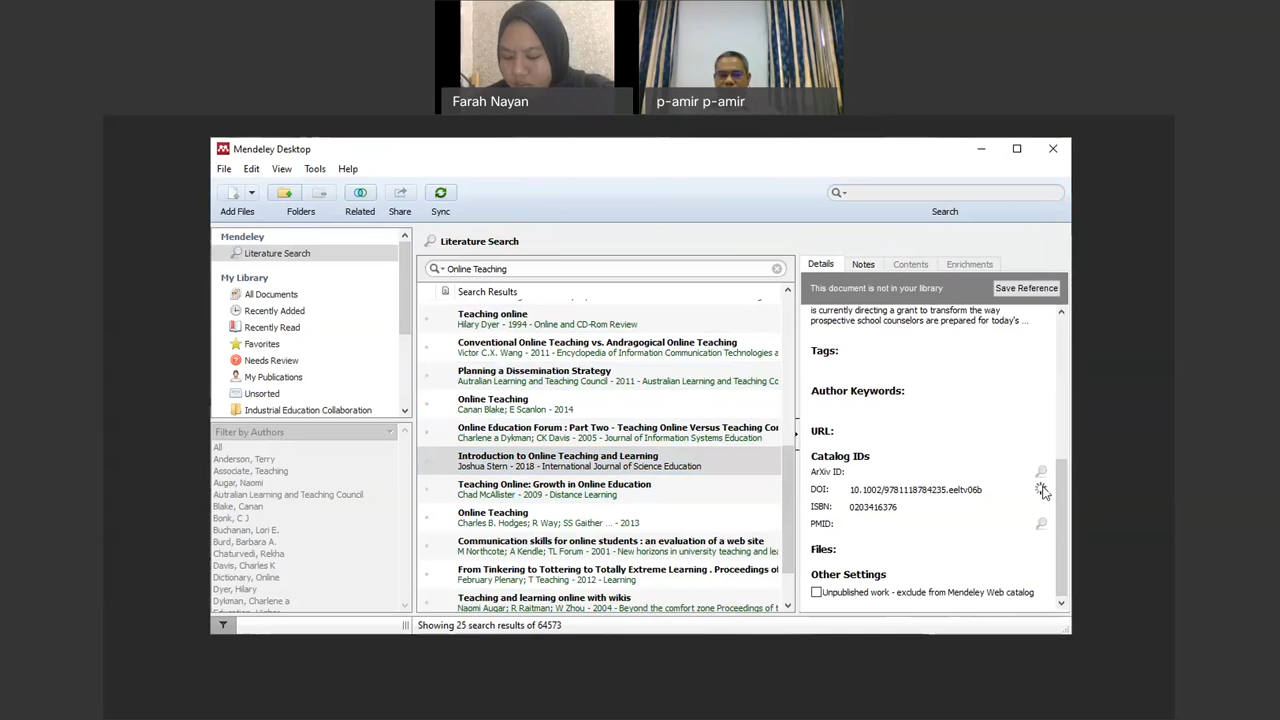 Farah Nayan
p-amir p-amir
Mendeley Desktop
File Edit View Tools Help
Add Files Folders Related Share Sync Search
Mendeley
Literature Search
My Library
All Documents
Recently Added
Recently Read
Favorites
Needs Review
My Publications
Unsorted
Industrial Education Collaboration
Filter by Authors
All
Anderson, Terry
Associate, Teaching
Augar, Naomi
Autralian Learning and Teaching Council
Blake, Canan
Bonk, C J
Buchanan, Lori E.
Burd, Barbara A.
Chaturvedi, Rekha
Davis, Charles K
Dictionary, Online
Dyer, Hilary
Dykman, Charlene a
Literature Search
Online Teaching
Search Results
Teaching online
Hilary Dyer - 1994 - Online and CD-Rom Review
Conventional Online Teaching vs. Andragogical Online Teaching
Victor C.X. Wang - 2011 - Encyclopedia of Information Communication Technologies a
Planning a Dissemination Strategy
Autralian Learning and Teaching Council - 2011 - Australian Learning and Teaching Co
Online Teaching
Canan Blake; E Scanlon - 2014
Online Education Forum : Part Two - Teaching Online Versus Teaching Con
Charlene a Dykman; CK Davis - 2005 - Journal of Information Systems Education
Introduction to Online Teaching and Learning
Joshua Stern - 2018 - International Journal of Science Education
Teaching Online: Growth in Online Education
Chad McAllister - 2009 - Distance Learning
Online Teaching
Charles B. Hodges; R Way; SS Gaither ... - 2013
Communication skills for online students : an evaluation of a web site
M Northcote; A Kendle; TL Forum - 2001 - New horizons in university teaching and lea
From Tinkering to Tottering to Totally Extreme Learning . Proceedings of
February Plenary; T Teaching - 2012 - Learning
Teaching and learning online with wikis
Naomi Augar; R Raitman; W Zhou - 2004 - Beyond the comfort zone Proceedings of t
Details Notes Contents Enrichments
This document is not in your library Save Reference
is currently directing a grant to transform the way
prospective school counselors are prepared for today's ...
Tags:
Author Keywords:
URL:
Catalog IDs
ArXiv ID:
DOI: 10.1002/9781118784235.eeltv06b
ISBN: 0203416376
PMID:
Files:
Other Settings
Unpublished work - exclude from Mendeley Web catalog
Showing 25 search results of 64573